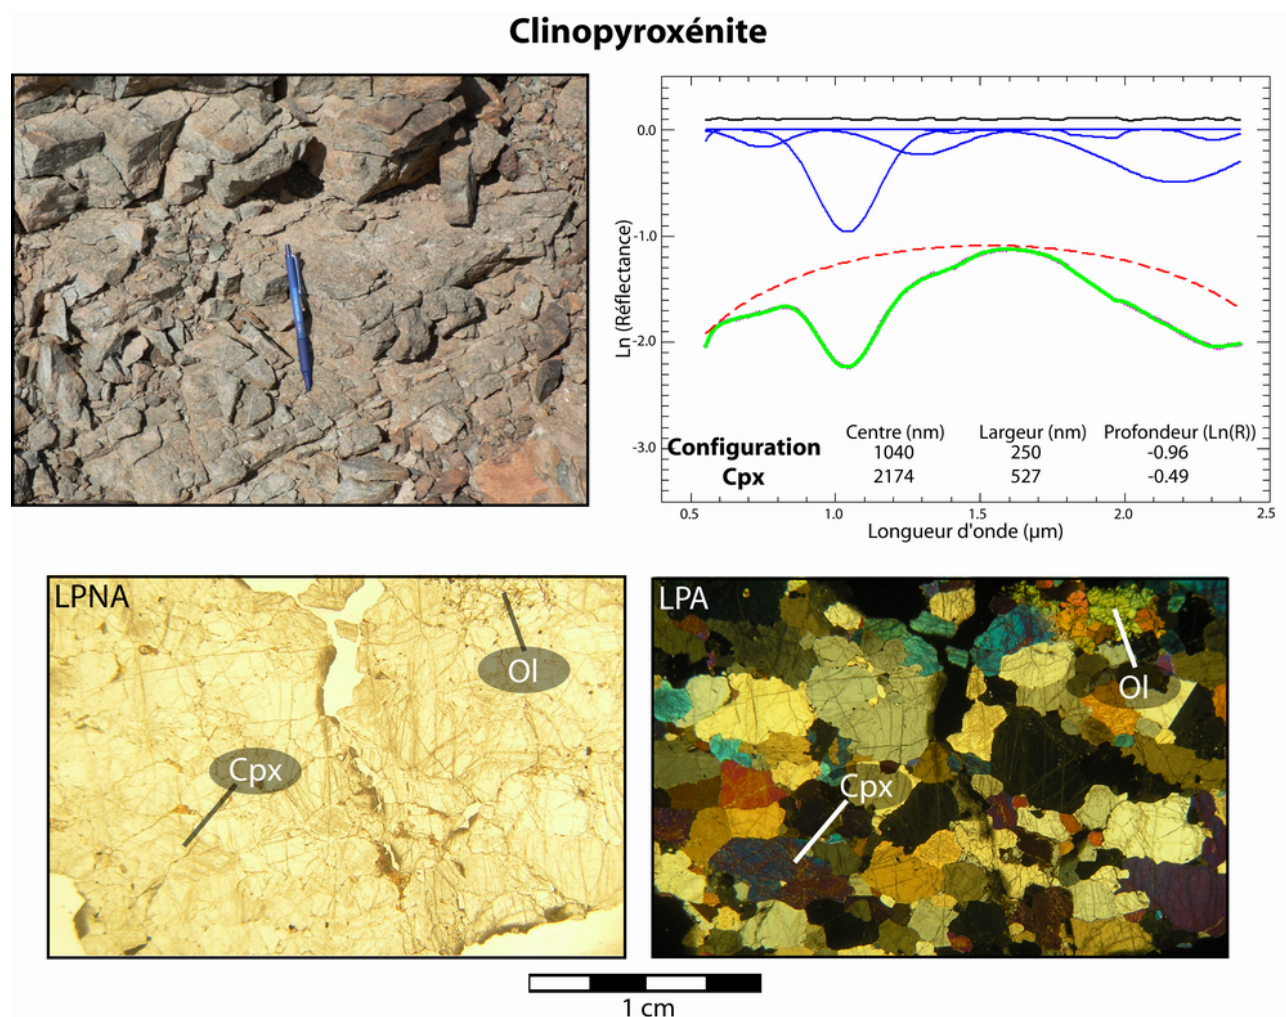 Clinopyroxénite
Ln (Réflectance)
0.0
-1.0
-2.0
-3.0
Configuration
Cpx
Centre (nm) Largeur (nm) Profondeur (Ln(R))
1040 250 -0.96
2174 527 -0.49
0.5 1.0 1.5 2.0 2.5
Longueur d'onde (µm)
LPNA
Ol
Cpx
LPA
Ol
Cpx
1 cm